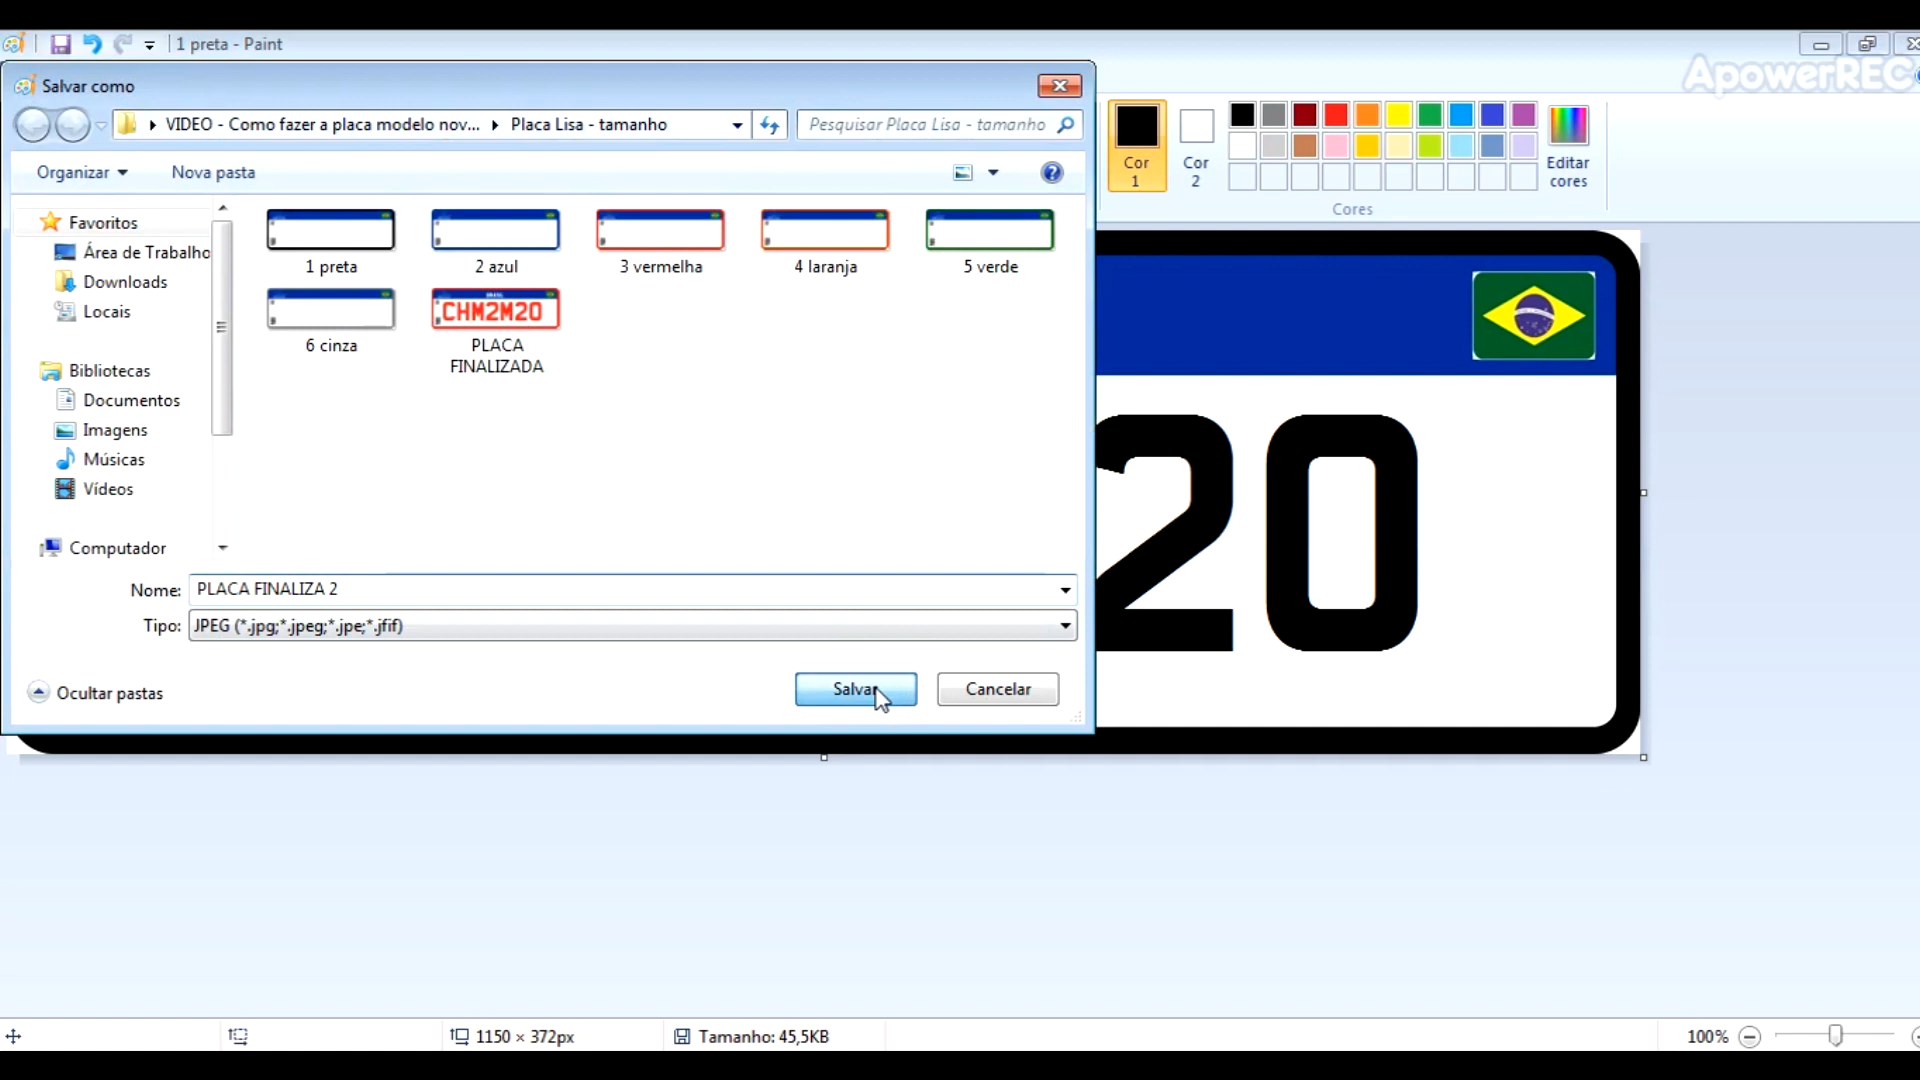 1 preta - Paint
ApowerREC
Salvar como
VIDEO - Como fazer a placa modelo nov... Placa Lisa - tamanho
Pesquisar Placa Lisa - tamanho
Organizar
Nova pasta
Favoritos
Área de Trabalho
Downloads
Locais
Bibliotecas
Documentos
Imagens
Músicas
Vídeos
Computador
1 preta
2 azul
3 vermelha
4 laranja
5 verde
BRASIL
CHM2M20
6 cinza
PLACA
FINALIZADA
Nome: PLACA FINALIZA 2
Tipo: JPEG (*.jpg;*.jpeg;*.jpe;*.jfif)
Ocultar pastas
Salvar
Cancelar
Cor
1
Cor
2
Editar
cores
Cores
20
1150 × 372px
Tamanho: 45,5KB
100%